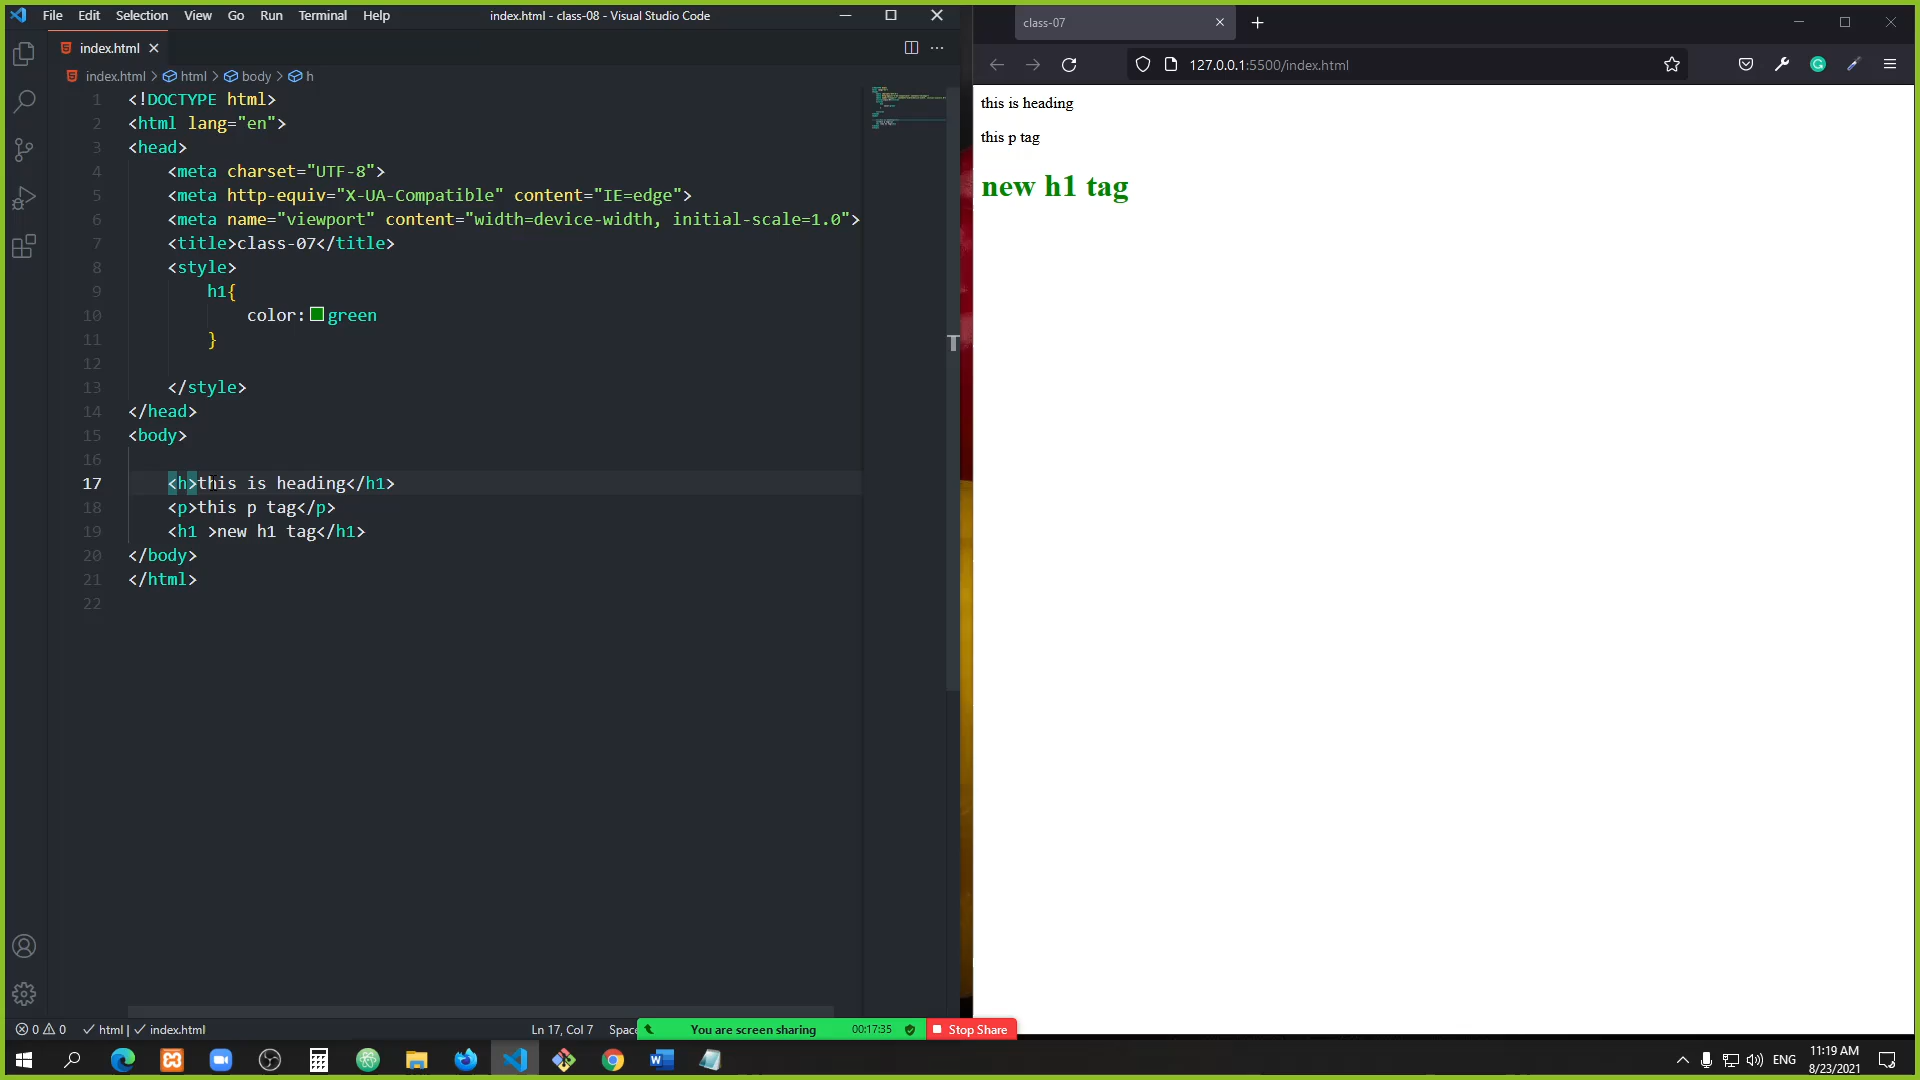 File Edit Selection View Go Run Terminal Help
index.html - class-08 - Visual Studio Code
index.html
index.html > html > body > h
1 <!DOCTYPE html>
2 <html lang="en">
3 <head>
4 <meta charset="UTF-8">
5 <meta http-equiv="X-UA-Compatible" content="IE=edge">
6 <meta name="viewport" content="width=device-width, initial-scale=1.0">
7 <title>class-07</title>
8 <style>
9 h1{
10 color: green
11 }
12
13 </style>
14 </head>
15 <body>
16
17 <h>this is heading</h1>
18 <p>this p tag</p>
19 <h1 >new h1 tag</h1>
20 </body>
21 </html>
22
0 0 html | index.html
Ln 17, Col 7 Space
You are screen sharing 00:17:35 Stop Share
class-07
127.0.0.1:5500/index.html
this is heading
this p tag
new h1 tag
ENG
11:19 AM
8/23/2021